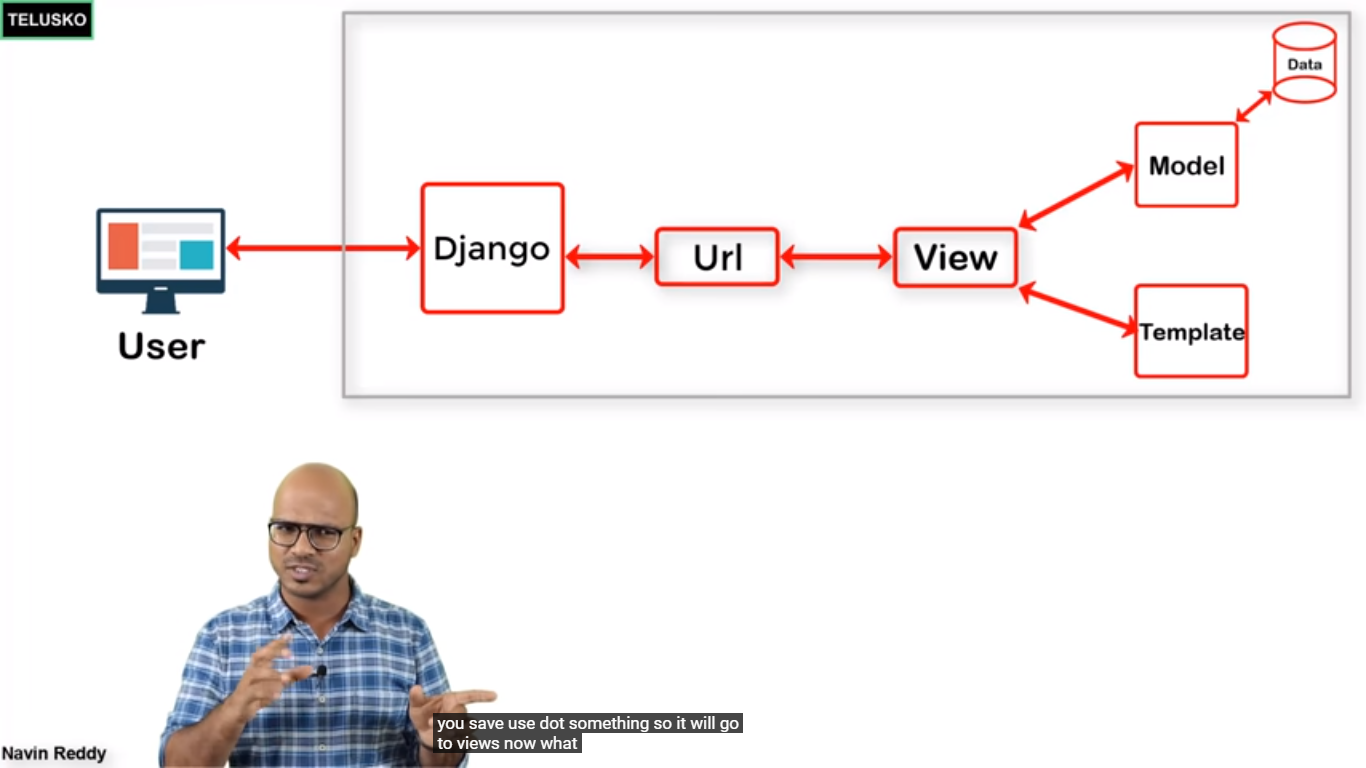 TELUSKO
Data
Model
Django
Url
View
User
Template
you save use dot something so it will go
to views now what
Navin Reddy